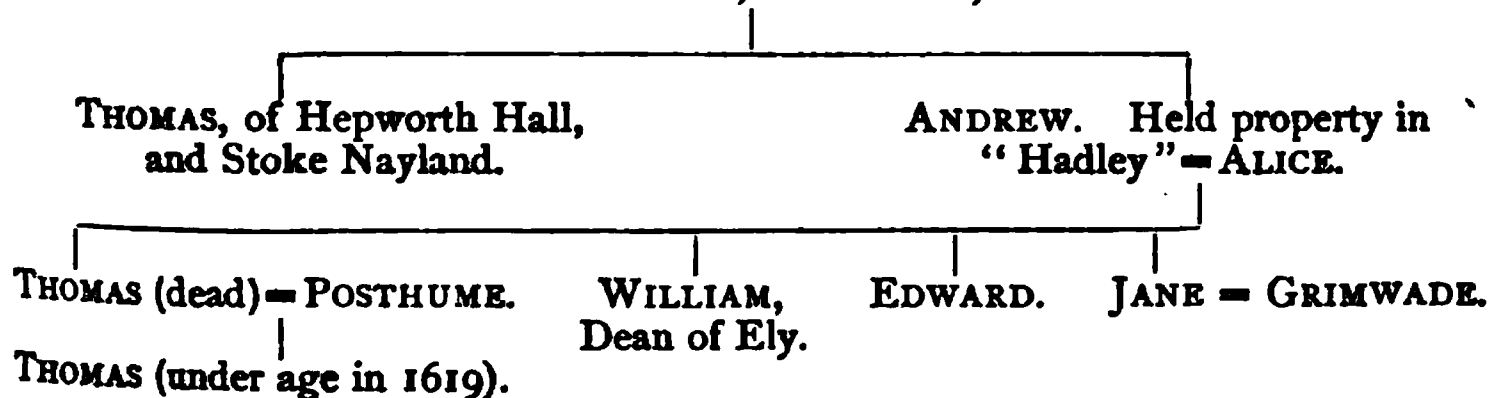 THOMAS, of Hepworth Hall,
and Stoke Nayland.
ANDREW. Held property in
“Hadley” = ALICE.
THOMAS (dead) = POSTHUME.
WILLIAM,
Dean of Ely.
EDWARD.
JANE = GRIMWADE.
THOMAS (under age in 1619).